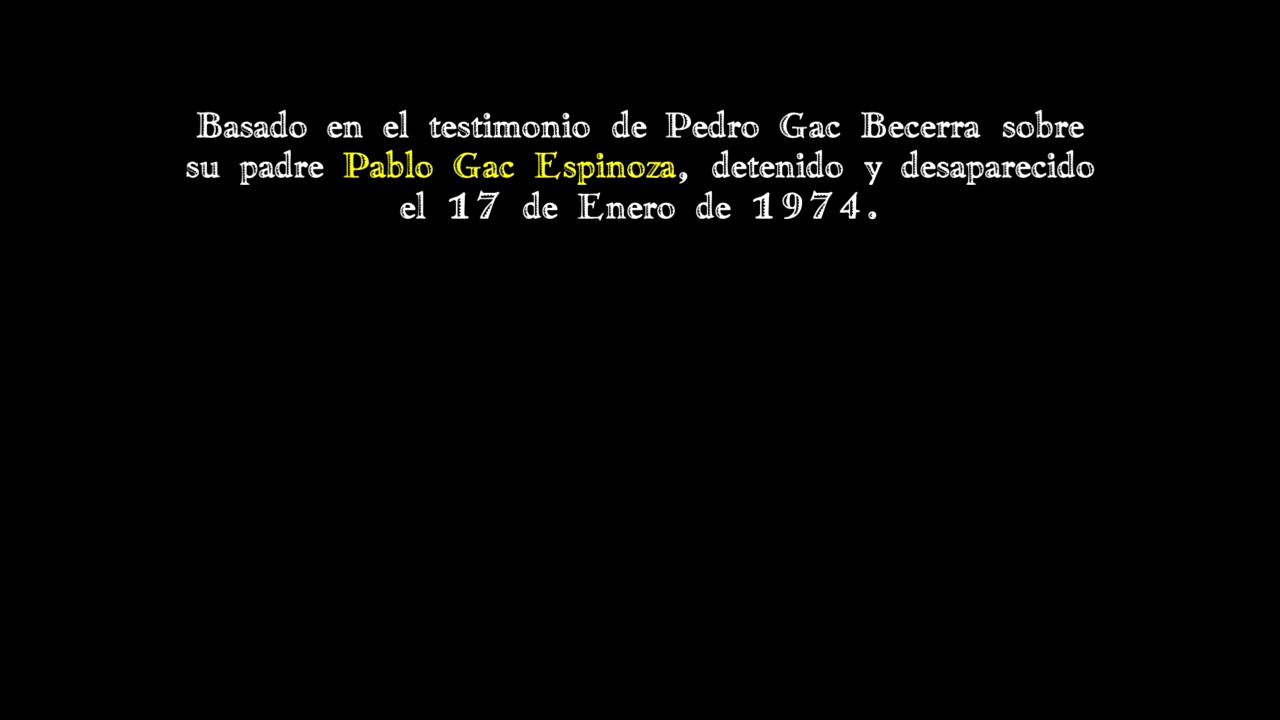 Basado en el testimonio de Pedro Gac Becerra sobre
su padre Pablo Gac Espinoza, detenido y desaparecido
el 17 de Enero de 1974.